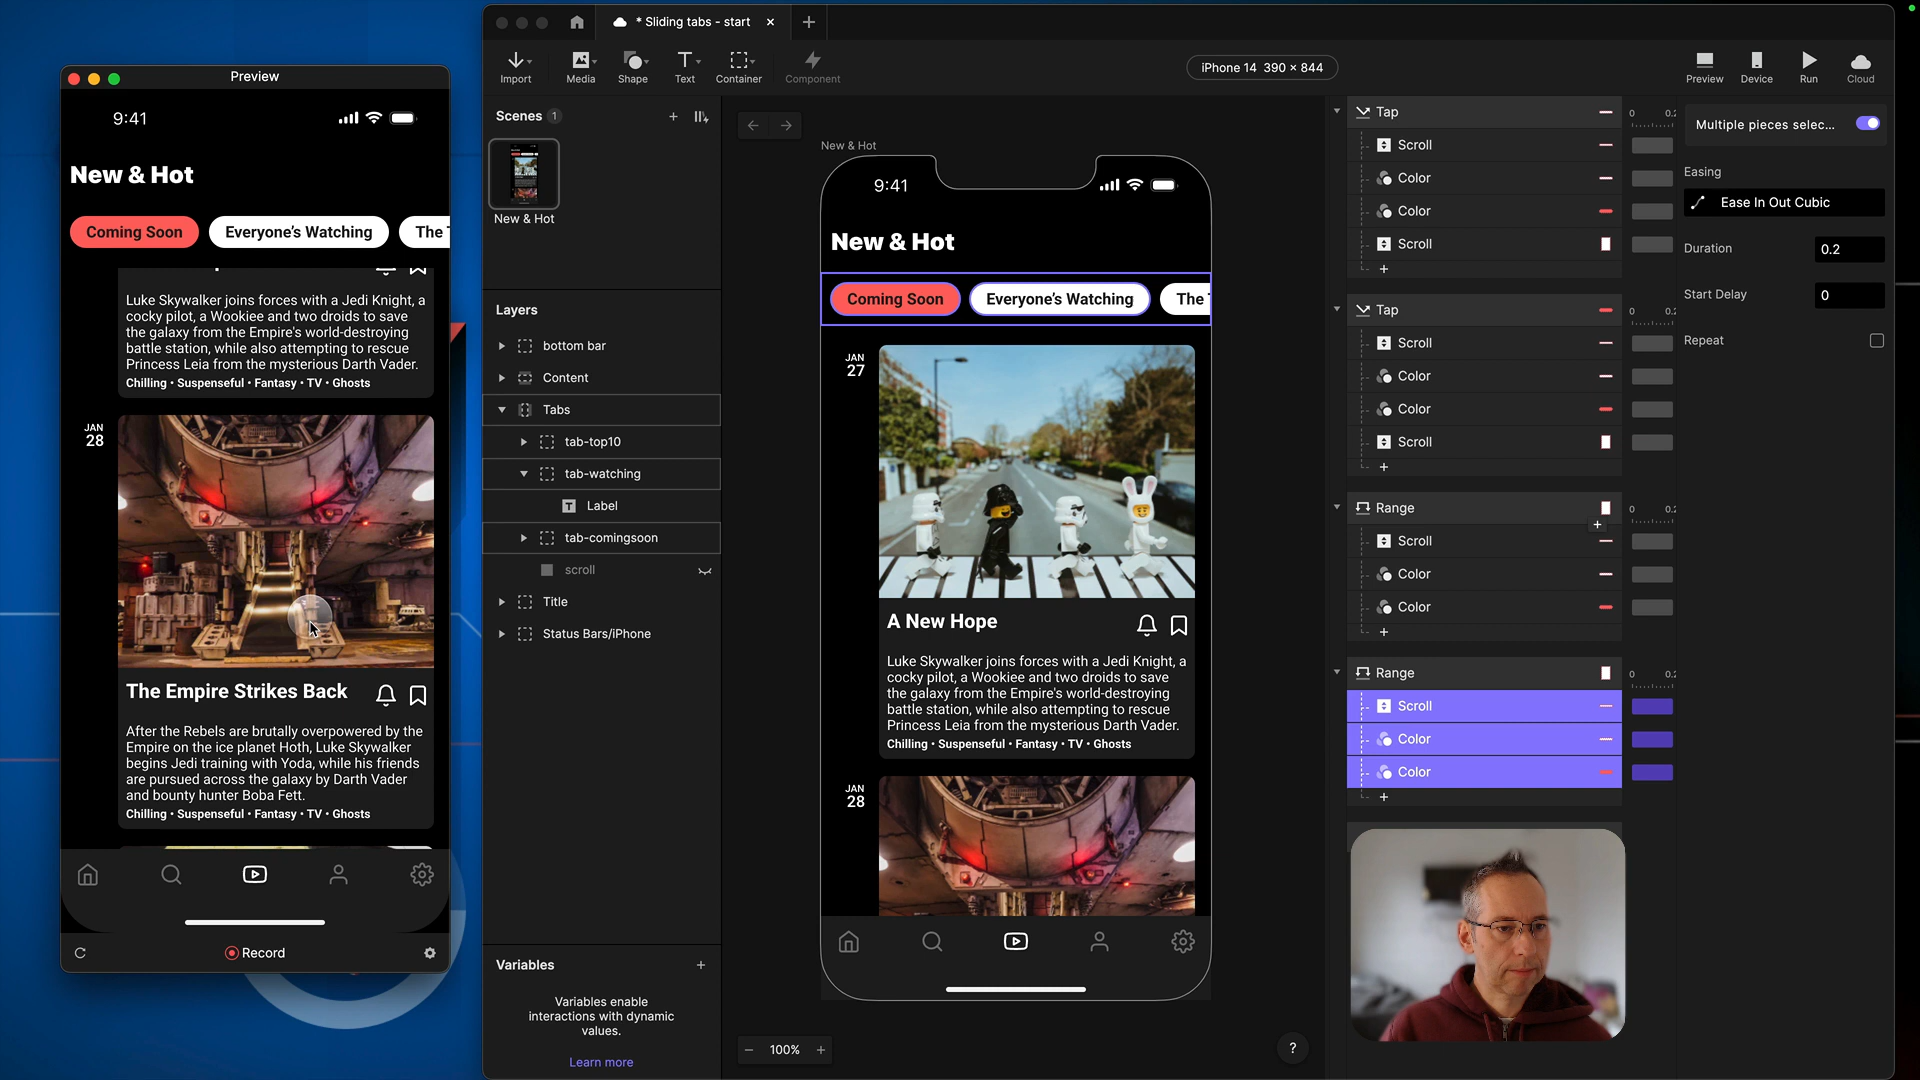 Preview
9:41
New & Hot
Coming Soon
Everyone's Watching
The
Luke Skywalker joins forces with a Jedi Knight, a
cocky pilot, a Wookiee and two droids to save
the galaxy from the Empire's world-destroying
battle station, while also attempting to rescue
Princess Leia from the mysterious Darth Vader.
Chilling • Suspenseful • Fantasy • TV • Ghosts
JAN
28
The Empire Strikes Back
After the Rebels are brutally overpowered by the
Empire on the ice planet Hoth, Luke Skywalker
begins Jedi training with Yoda, while his friends
are pursued across the galaxy by Darth Vader
and bounty hunter Boba Fett.
Chilling • Suspenseful • Fantasy • TV • Ghosts
Record
* Sliding tabs - start
Import
Media
Shape
Text
Container
Component
iPhone 14 390 × 844
Preview
Device
Run
Cloud
Scenes 1
New & Hot
Layers
bottom bar
Content
Tabs
tab-top10
tab-watching
Label
tab-comingsoon
scroll
Title
Status Bars/iPhone
Variables
Variables enable
interactions with dynamic
values.
Learn more
New & Hot
9:41
New & Hot
Coming Soon
Everyone's Watching
The
JAN
27
A New Hope
Luke Skywalker joins forces with a Jedi Knight, a
cocky pilot, a Wookiee and two droids to save
the galaxy from the Empire's world-destroying
battle station, while also attempting to rescue
Princess Leia from the mysterious Darth Vader.
Chilling • Suspenseful • Fantasy • TV • Ghosts
JAN
28
100%
?
Tap
0 0.2
Scroll
Color
Color
Scroll
Tap
0 0.2
Scroll
Color
Color
Scroll
Range
0 0.2
Scroll
Color
Color
Range
0 0.2
Scroll
Color
Color
Multiple pieces selec...
Easing
Ease In Out Cubic
Duration
0.2
Start Delay
0
Repeat